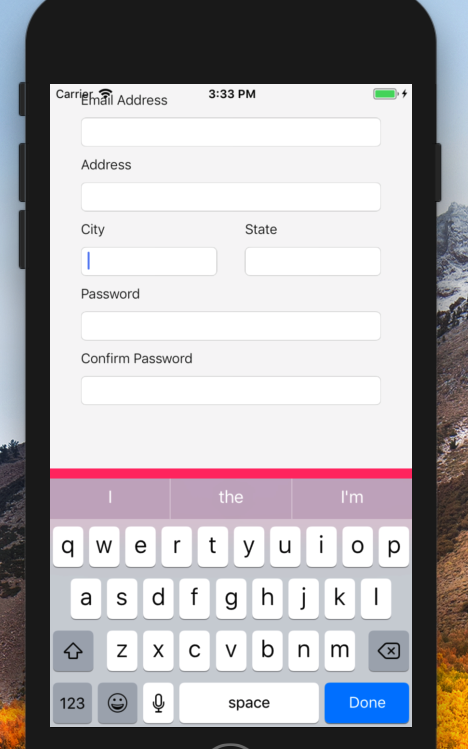 Carrier 3:33 PM
Email Address
Address
City State
Password
Confirm Password
I the I'm
q w e r t y u i o p
a s d f g h j k l
z x c v b n m
123 space Done